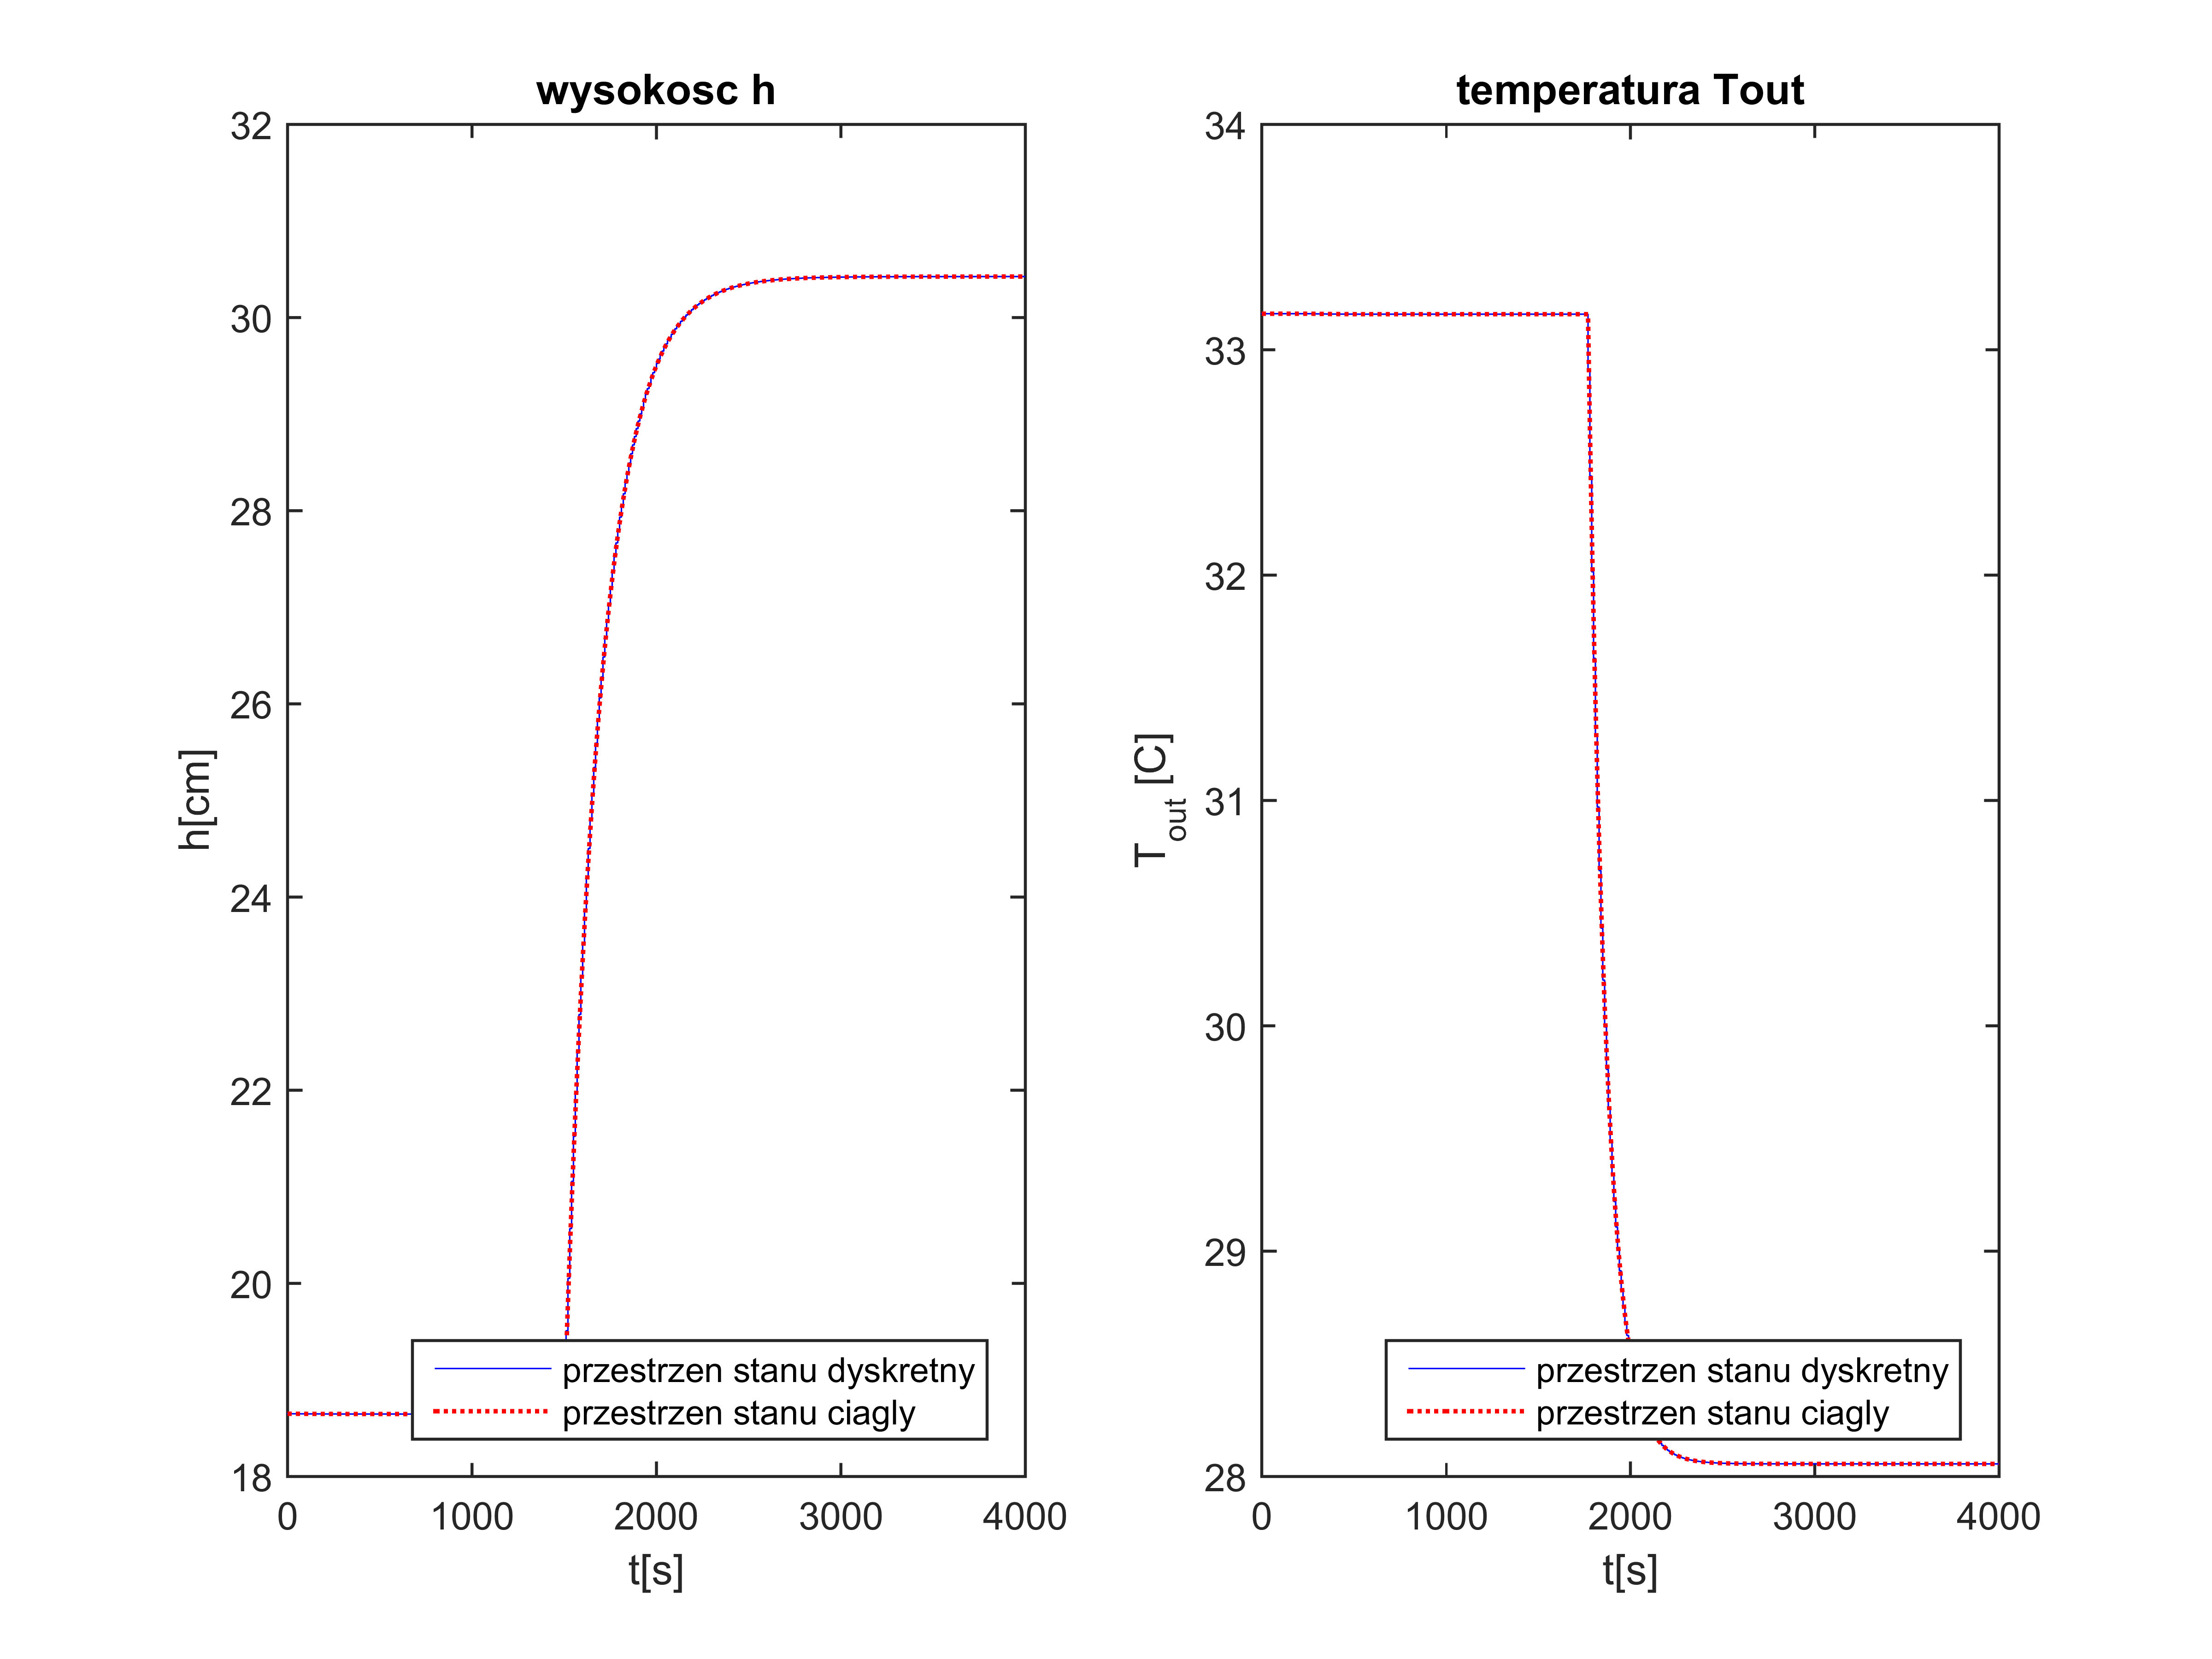 wysokosc h
32
30
28
26
24
22
20
18
h[cm]
0 1000 2000 3000 4000
t[s]
przestrzen stanu dyskretny
przestrzen stanu ciagly
temperatura Tout
34
33
32
31
30
29
28
T_out [C]
0 1000 2000 3000 4000
t[s]
przestrzen stanu dyskretny
przestrzen stanu ciagly